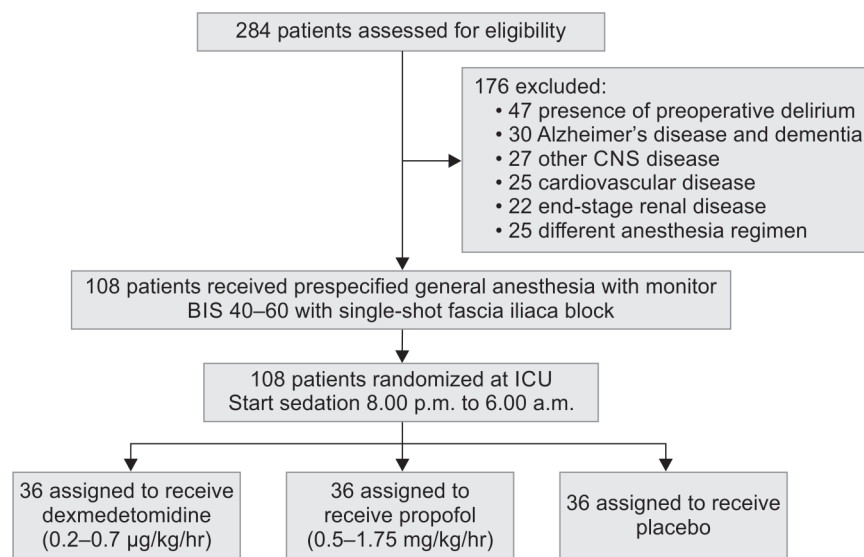 284 patients assessed for eligibility
176 excluded:
• 47 presence of preoperative delirium
• 30 Alzheimer’s disease and dementia
• 27 other CNS disease
• 25 cardiovascular disease
• 22 end-stage renal disease
• 25 different anesthesia regimen
108 patients received prespecified general anesthesia with monitor
BIS 40–60 with single-shot fascia iliaca block
108 patients randomized at ICU
Start sedation 8.00 p.m. to 6.00 a.m.
36 assigned to receive
dexmedetomidine
(0.2–0.7 µg/kg/hr)
36 assigned to
receive propofol
(0.5–1.75 mg/kg/hr)
36 assigned to receive
placebo